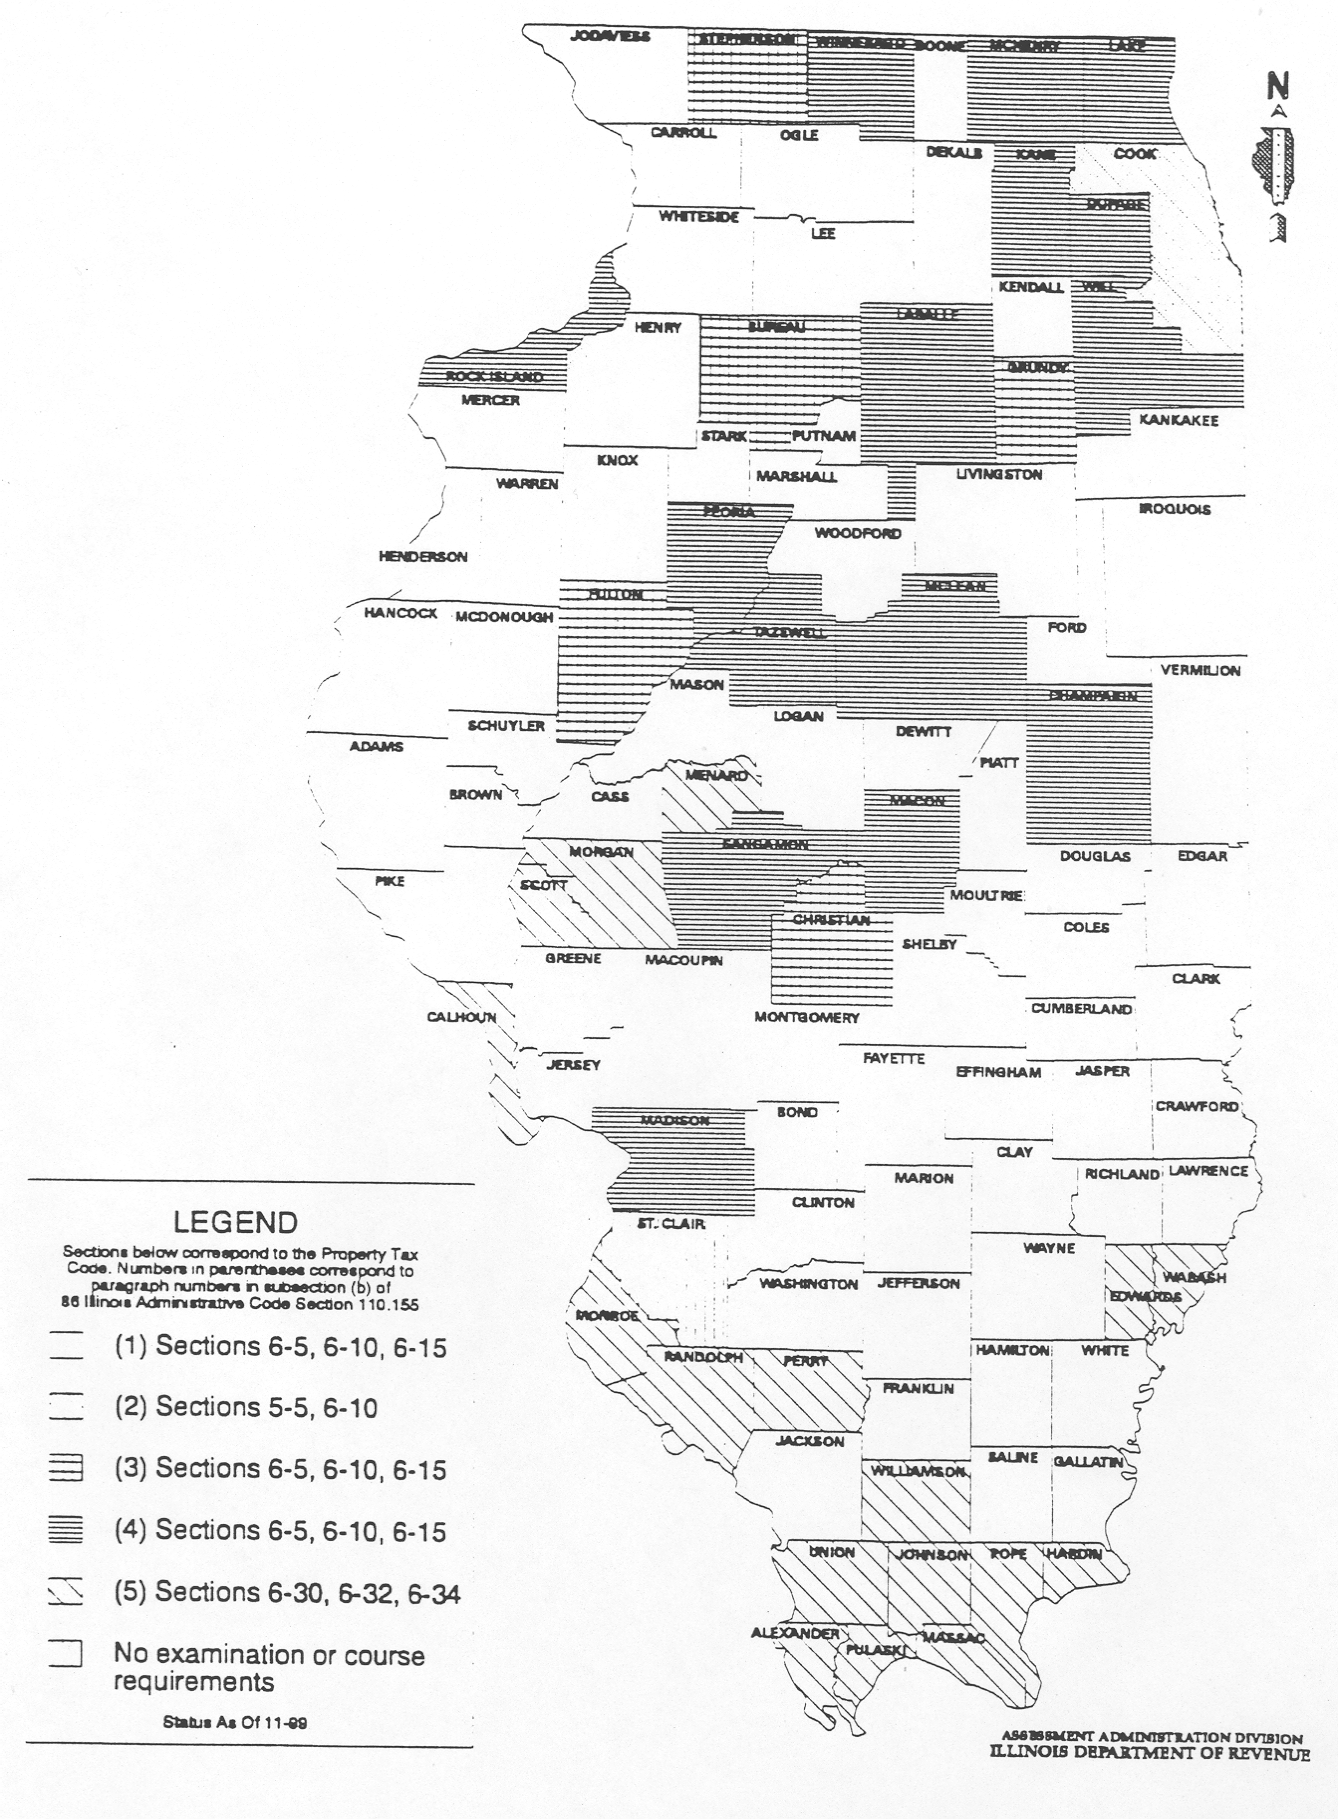 JODAVIESS STEPHENSON WINNEBAGO BOONE MCHENRY LAKE
N
CARROLL OGLE DEKALB KANE COOK
DUPAGE
WHITESIDE LEE
KENDALL WILL
HENRY BUREAU LASALLE
ROCK ISLAND GRUNDY
MERCER
KANKAKEE
STARK PUTNAM
KNOX
WARREN MARSHALL LIVINGSTON
PEORIA IROQUOIS
WOODFORD
HENDERSON
FULTON MCLEAN
HANCOCK MCDONOUGH FORD
TAZEWELL
VERMILION
MASON CHAMPAIGN
SCHUYLER LOGAN DEWITT
ADAMS PIATT
MENARD
BROWN CASS MACON
MORGAN SANGAMON DOUGLAS EDGAR
PIKE SCOTT MOULTRIE
CHRISTIAN COLES
SHELBY
GREENE MACOUPIN
CLARK
CALHOUN MONTGOMERY CUMBERLAND
JERSEY FAYETTE EFFINGHAM JASPER
MADISON BOND CRAWFORD
CLAY
MARION RICHLAND LAWRENCE
CLINTON
ST. CLAIR
WAYNE
WASHINGTON JEFFERSON WABASH
EDWARDS
MONROE
RANDOLPH PERRY HAMILTON WHITE
FRANKLIN
JACKSON
WILLIAMSON SALINE GALLATIN
UNION JOHNSON POPE HARDIN
ALEXANDER PULASKI MASSAC
LEGEND
Sections below correspond to the Property Tax
Code. Numbers in parentheses correspond to
paragraph numbers in subsection (b) of
86 Illinois Administrative Code Section 110.155
(1) Sections 6-5, 6-10, 6-15
(2) Sections 5-5, 6-10
(3) Sections 6-5, 6-10, 6-15
(4) Sections 6-5, 6-10, 6-15
(5) Sections 6-30, 6-32, 6-34
No examination or course
requirements
Status As Of 11-99
ASSESSMENT ADMINISTRATION DIVISION
ILLINOIS DEPARTMENT OF REVENUE